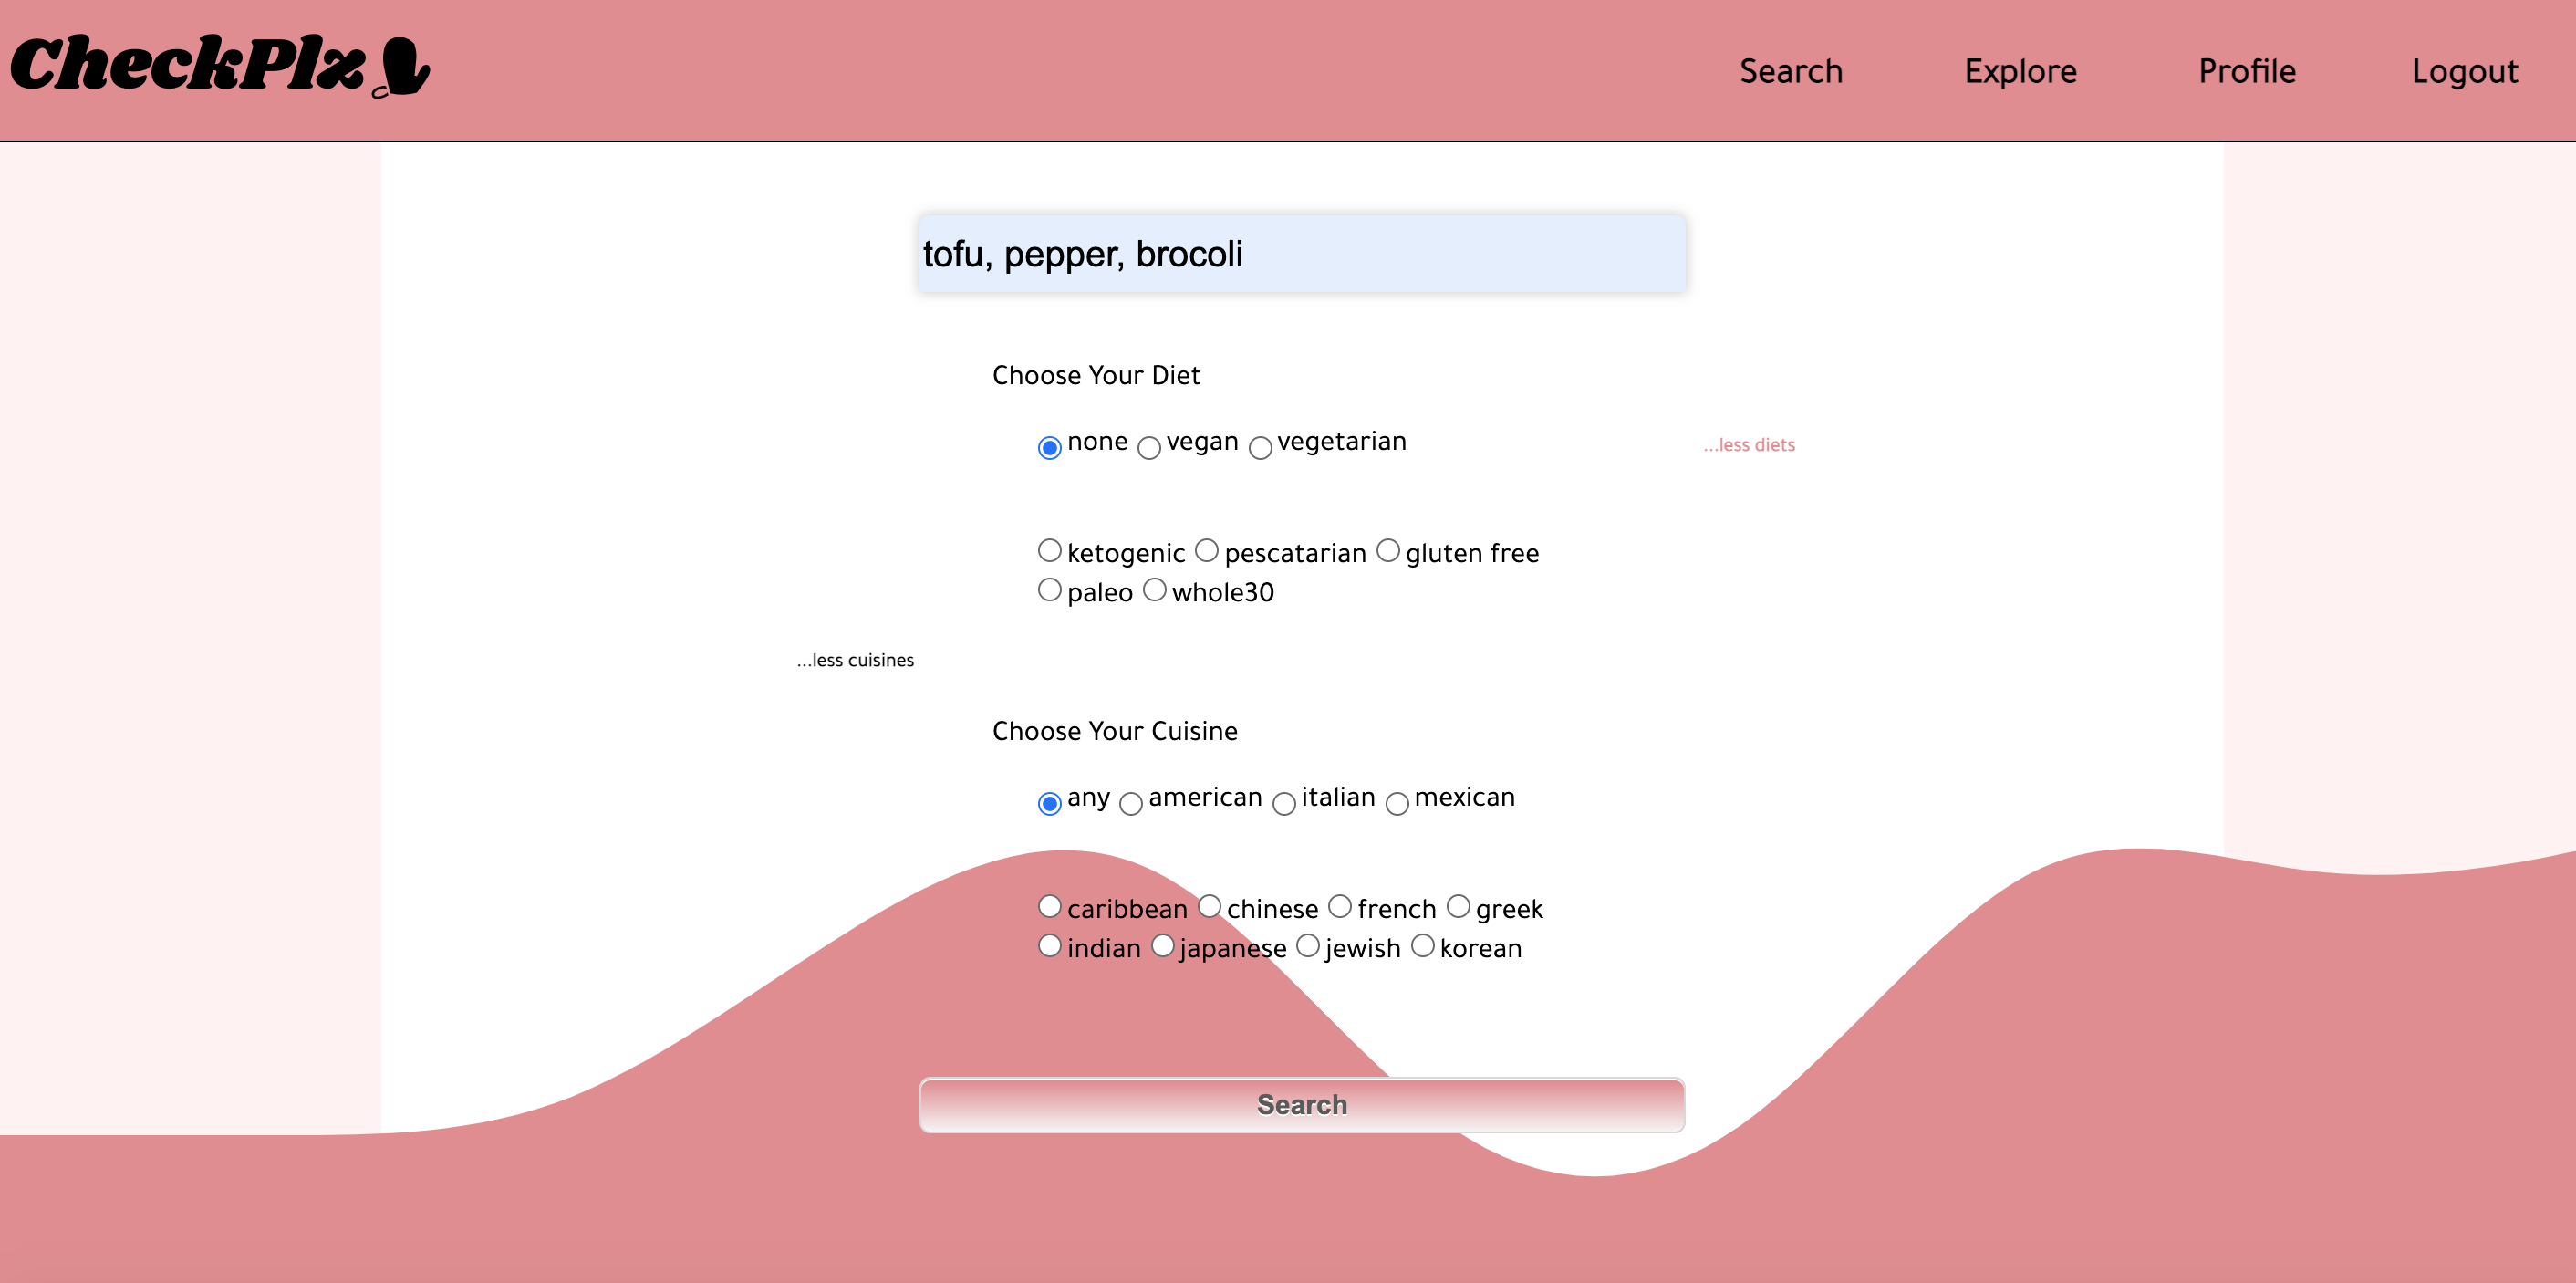 CheckPlz
Search Explore Profile Logout
tofu, pepper, brocoli
Choose Your Diet
none vegan vegetarian
...less diets
ketogenic pescatarian gluten free
paleo whole30
...less cuisines
Choose Your Cuisine
any american italian mexican
caribbean chinese french greek
indian japanese jewish korean
Search